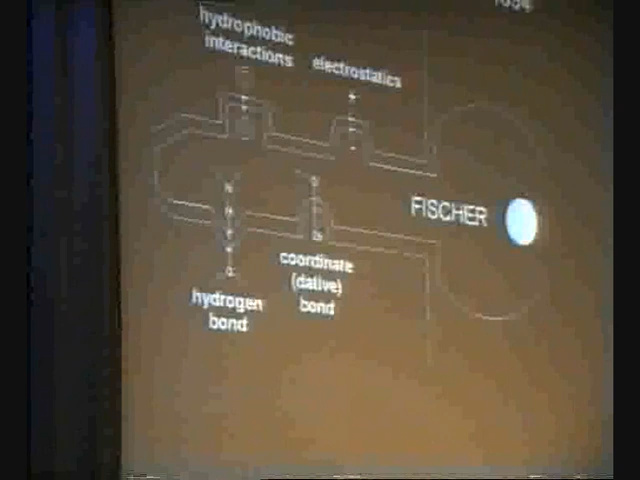 hydrophobic
interactions
electrostatics
FISCHER
coordinate
(dative)
bond
hydrogen
bond